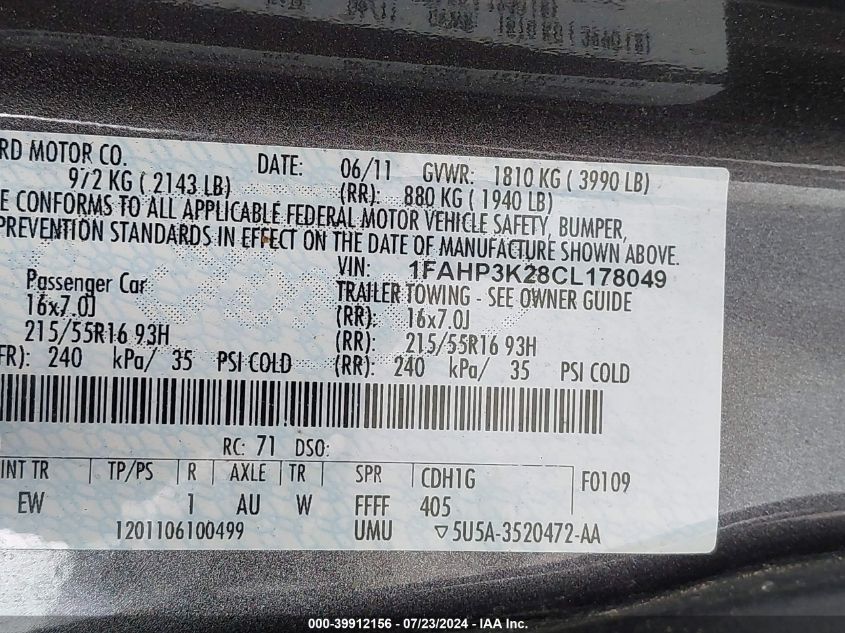 RD MOTOR CO. DATE: 06/11 GVWR: 1810 KG ( 3990 LB)
9/2 KG ( 2143 LB) (RR): 880 KG ( 1940 LB)
E CONFORMS TO ALL APPLICABLE FEDERAL MOTOR VEHICLE SAFETY, BUMPER,
PREVENTION STANDARDS IN EFFECT ON THE DATE OF MANUFACTURE SHOWN ABOVE.
VIN: 1FAHP3K28CL178049
Passenger Car TRAILER TOWING - SEE OWNER GUIDE
16x7.0J (RR): 16x7.0J
215/55R16 93H (RR): 215/55R16 93H
FR): 240 kPa/ 35 PSI COLD (RR): 240 kPa/ 35 PSI COLD
RC: 71 DSO:
INT TR TP/PS R AXLE TR SPR CDH1G F0109
EW 1 AU W FFFF 405
1201106100499 UMU ▽5U5A-3520472-AA
000-39912156 / 07/23/2024 / IAA Inc.